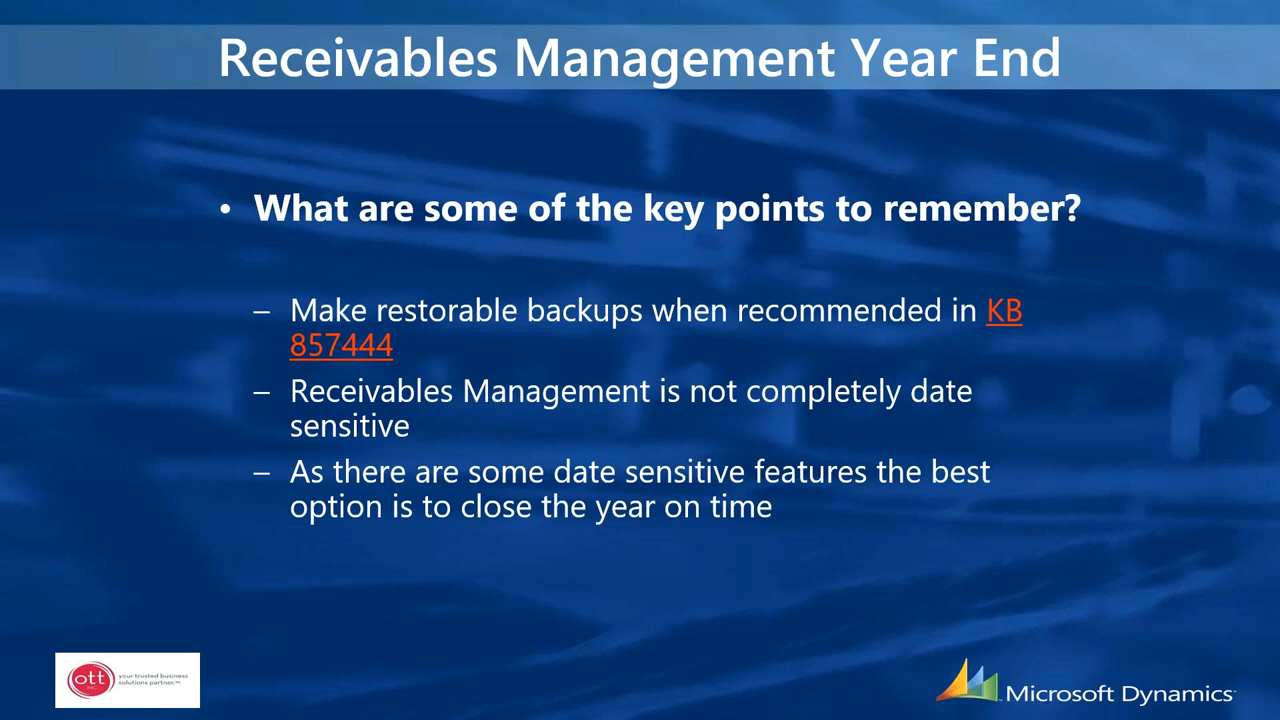 Receivables Management Year End
• What are some of the key points to remember?
– Make restorable backups when recommended in KB
857444
– Receivables Management is not completely date
sensitive
– As there are some date sensitive features the best
option is to close the year on time
ott
INC.
your trusted business
solutions partner.™
Microsoft Dynamics™